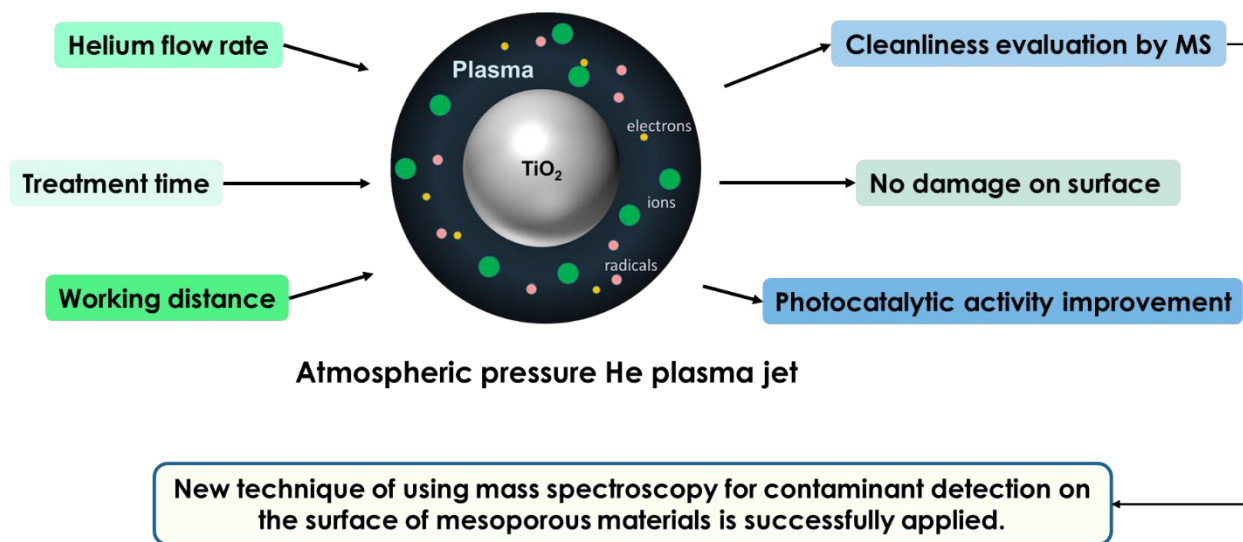 Helium flow rate
Treatment time
Working distance
Plasma
electrons
TiO₂
ions
radicals
Atmospheric pressure He plasma jet
Cleanliness evaluation by MS
No damage on surface
Photocatalytic activity improvement
New technique of using mass spectroscopy for contaminant detection on
the surface of mesoporous materials is successfully applied.